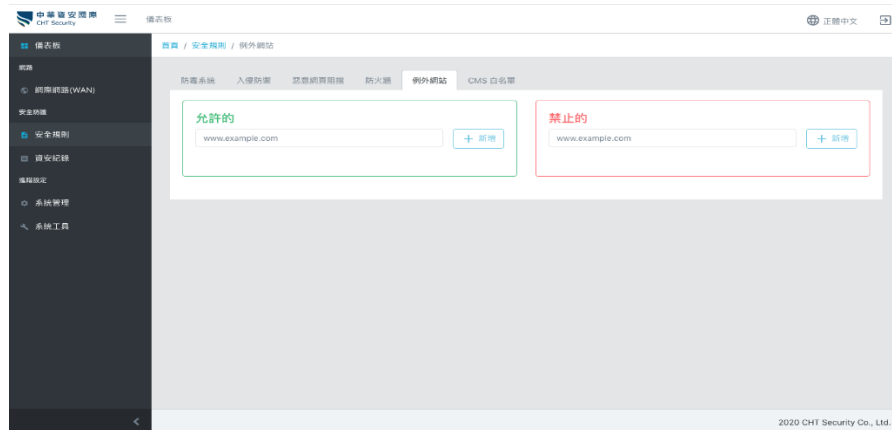 中華資安國際
CHT Security
儀表板
正體中文
儀表板
網路
網際網路(WAN)
安全防護
安全規則
資安紀錄
進階設定
系統管理
系統工具
首頁 / 安全規則 / 例外網站
防毒系統 入侵防禦 惡意網頁阻擋 防火牆 例外網站 CMS 白名單
允許的
www.example.com
+ 新增
禁止的
www.example.com
+ 新增
2020 CHT Security Co., Ltd.